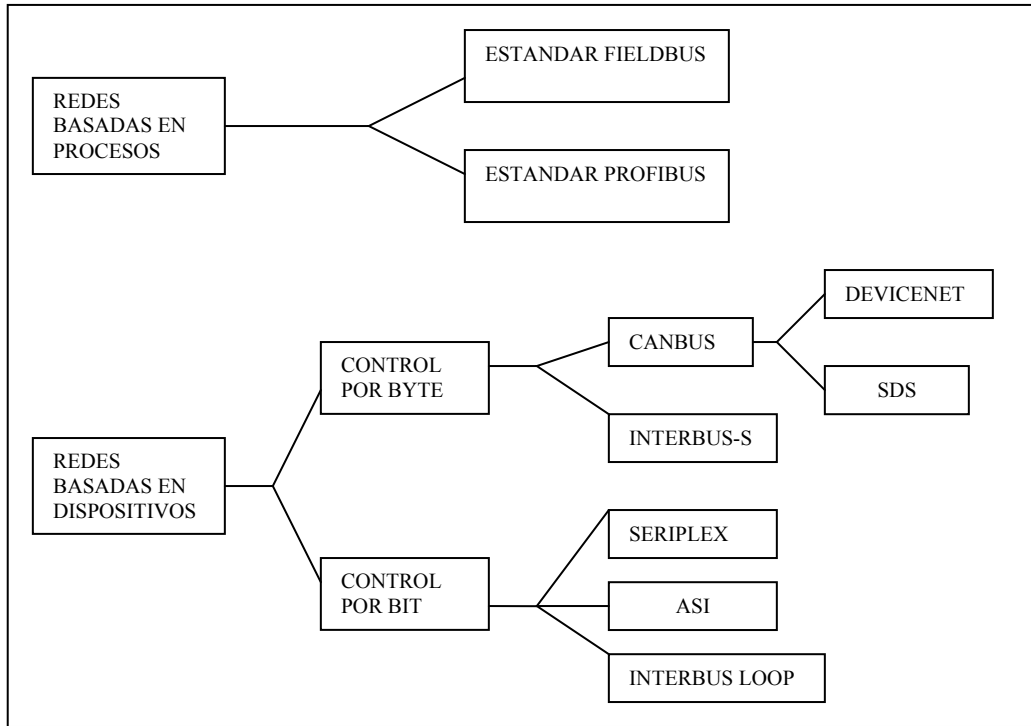 REDES
BASADAS EN
PROCESOS
ESTANDAR FIELDBUS
ESTANDAR PROFIBUS
REDES
BASADAS EN
DISPOSITIVOS
CONTROL
POR BYTE
CANBUS
DEVICENET
SDS
INTERBUS-S
CONTROL
POR BIT
SERIPLEX
ASI
INTERBUS LOOP